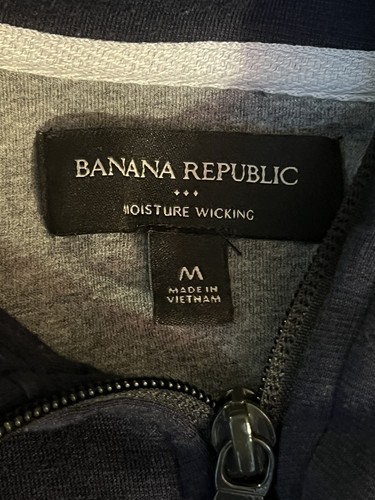 BANANA REPUBLIC
MOISTURE WICKING
M
MADE IN
VIETNAM